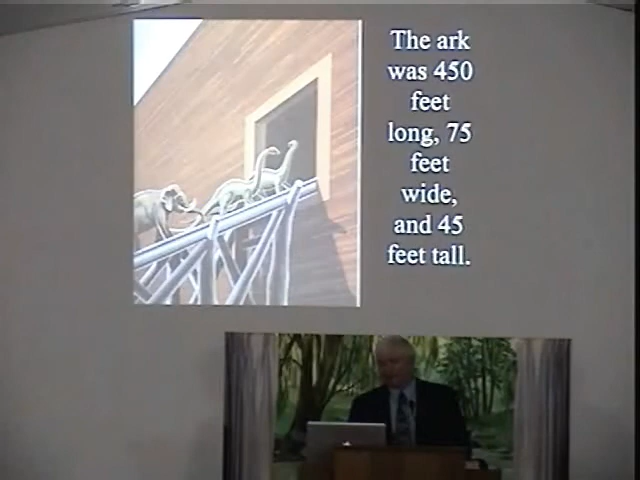 The ark
was 450
feet
long, 75
feet
wide,
and 45
feet tall.